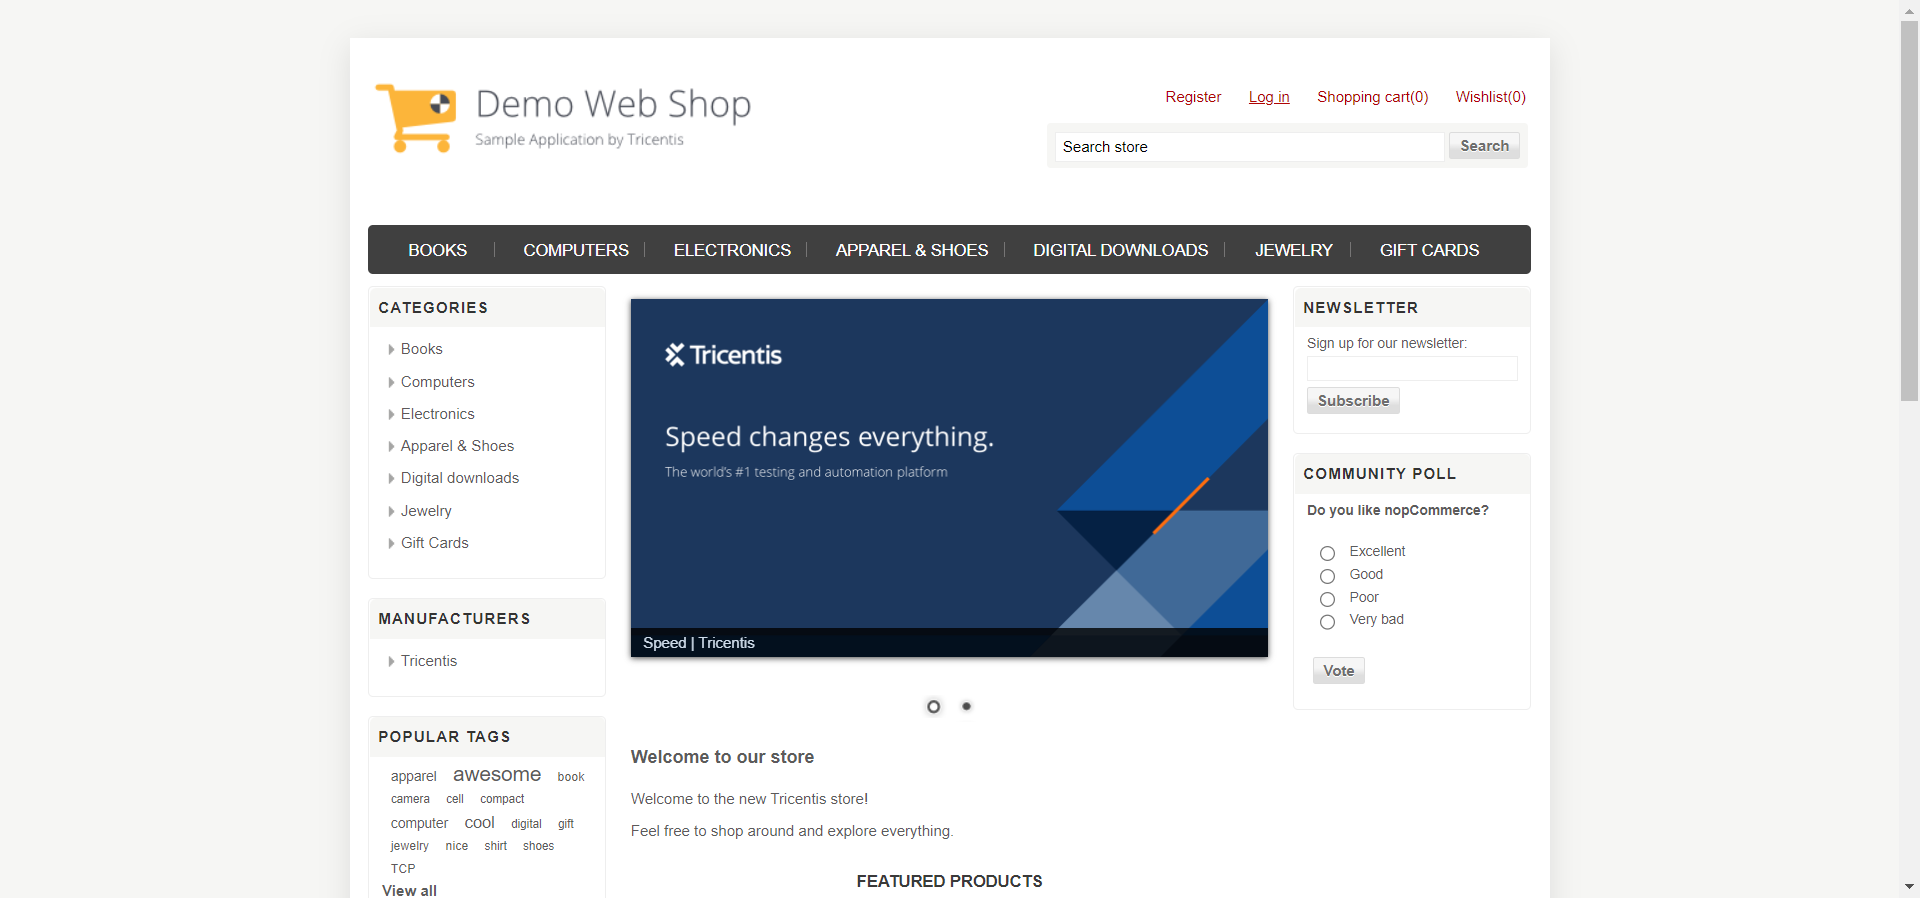 Demo Web Shop
Sample Application by Tricentis
Register Log in Shopping cart(0) Wishlist(0)
Search store Search
BOOKS COMPUTERS ELECTRONICS APPAREL & SHOES DIGITAL DOWNLOADS JEWELRY GIFT CARDS
CATEGORIES
Books
Computers
Electronics
Apparel & Shoes
Digital downloads
Jewelry
Gift Cards
MANUFACTURERS
Tricentis
POPULAR TAGS
apparel awesome book
camera cell compact
computer cool digital gift
jewelry nice shirt shoes
TCP
View all
Tricentis
Speed changes everything.
The world's #1 testing and automation platform
Speed | Tricentis
Welcome to our store
Welcome to the new Tricentis store!
Feel free to shop around and explore everything.
FEATURED PRODUCTS
NEWSLETTER
Sign up for our newsletter:
Subscribe
COMMUNITY POLL
Do you like nopCommerce?
Excellent
Good
Poor
Very bad
Vote